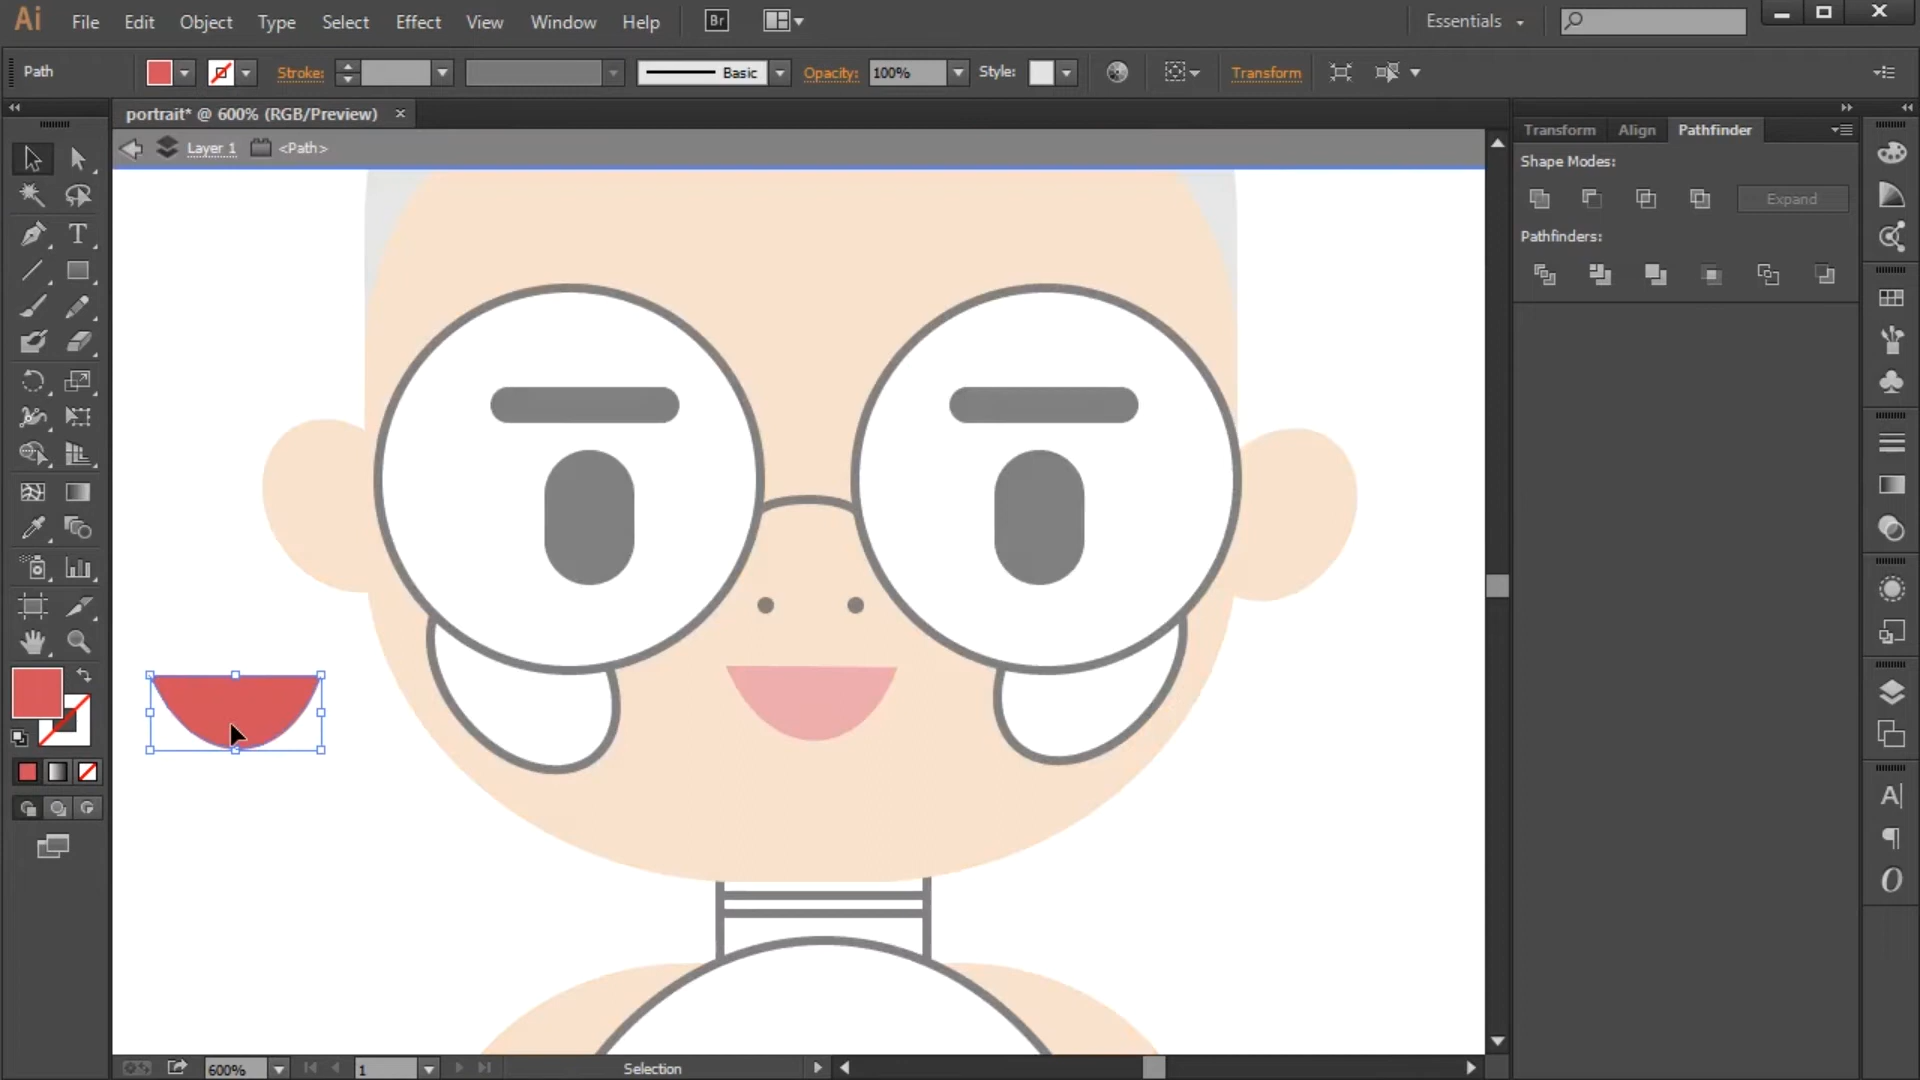 Ai File Edit Object Type Select Effect View Window Help Br Essentials
Path Stroke: Basic Opacity: 100% Style: Transform
portrait* @ 600% (RGB/Preview) ×
Layer 1 <Path>
Transform Align Pathfinder
Shape Modes:
Expand
Pathfinders:
600% 1 Selection